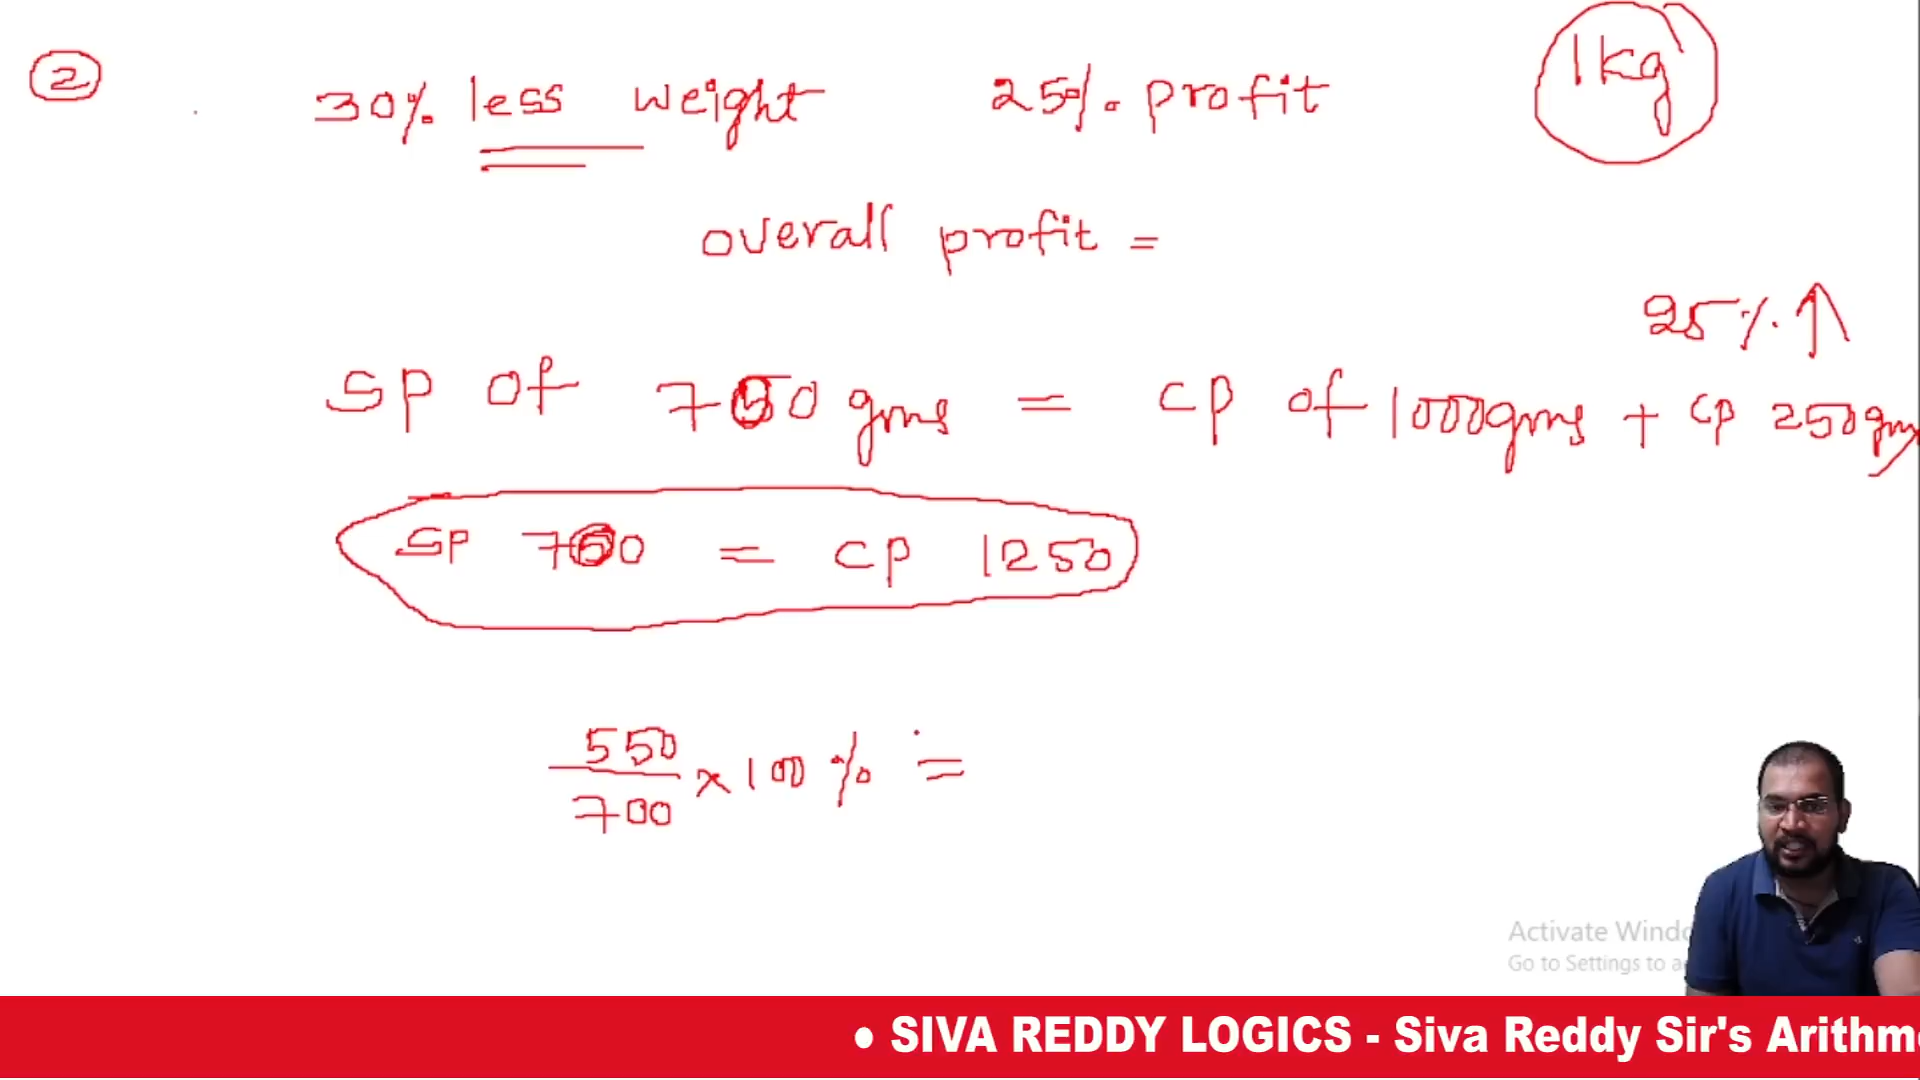 2
30% less weight 25% profit 1kg
overall profit =
25% ↑
SP of 700 gms = CP of 1000gms + CP 250gms
SP 700 = CP 1250
550/700 × 100 % =
Activate Windo
Go to Settings to a
• SIVA REDDY LOGICS - Siva Reddy Sir's Arithm